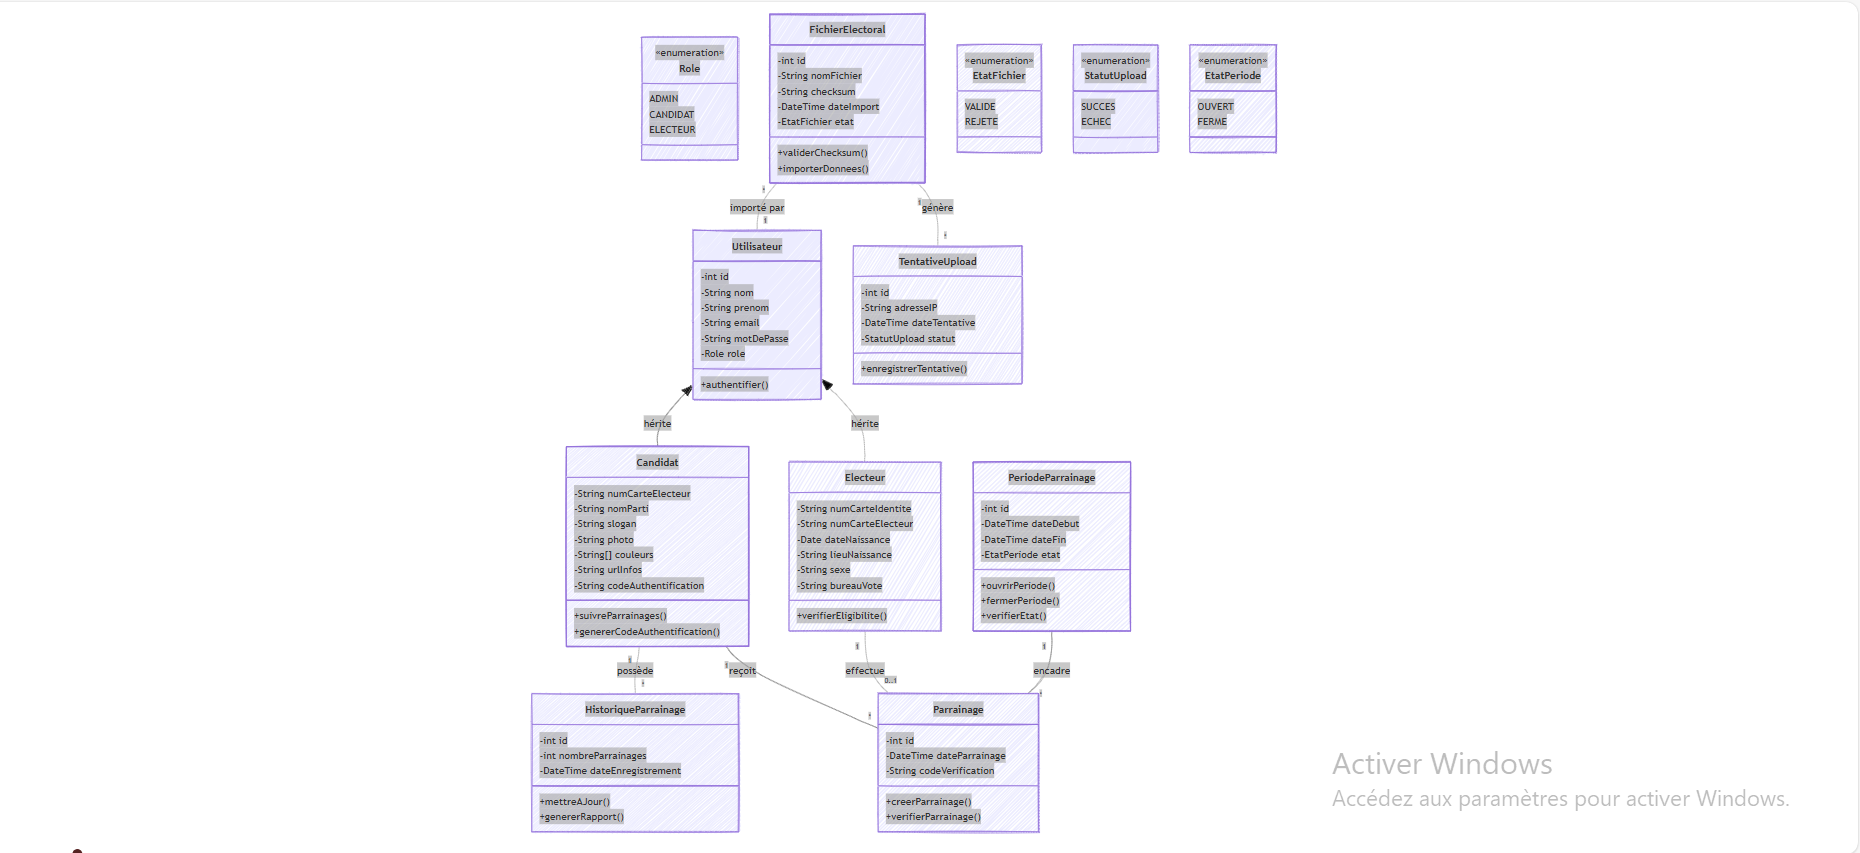 FichierElectoral
-int id
-String nomFichier
-String checksum
-DateTime dateImport
-EtatFichier etat
+validerChecksum()
+importerDonnees()
«enumeration»
Role
ADMIN
CANDIDAT
ELECTEUR
«enumeration»
EtatFichier
VALIDE
REJETE
«enumeration»
StatutUpload
SUCCES
ECHEC
«enumeration»
EtatPeriode
OUVERT
FERME
*
importé par
1
1
génère
*
Utilisateur
-int id
-String nom
-String prenom
-String email
-String motDePasse
-Role role
+authentifier()
TentativeUpload
-int id
-String adresseIP
-DateTime dateTentative
-StatutUpload statut
+enregistrerTentative()
hérite
hérite
Candidat
-String numCarteElecteur
-String nomParti
-String slogan
-String photo
-String[] couleurs
-String urlInfos
-String codeAuthentification
+suivreParrainages()
+genererCodeAuthentification()
Electeur
-String numCarteIdentite
-String numCarteElecteur
-Date dateNaissance
-String lieuNaissance
-String sexe
-String bureauVote
+verifierEligibilite()
PeriodeParrainage
-int id
-DateTime dateDebut
-DateTime dateFin
-EtatPeriode etat
+ouvrirPeriode()
+fermerPeriode()
+verifierEtat()
1
possède
*
1
reçoit
*
1
effectue
0..1
1
encadre
*
HistoriqueParrainage
-int id
-int nombreParrainages
-DateTime dateEnregistrement
+mettreAJour()
+genererRapport()
Parrainage
-int id
-DateTime dateParrainage
-String codeVerification
+creerParrainage()
+verifierParrainage()
Activer Windows
Accédez aux paramètres pour activer Windows.